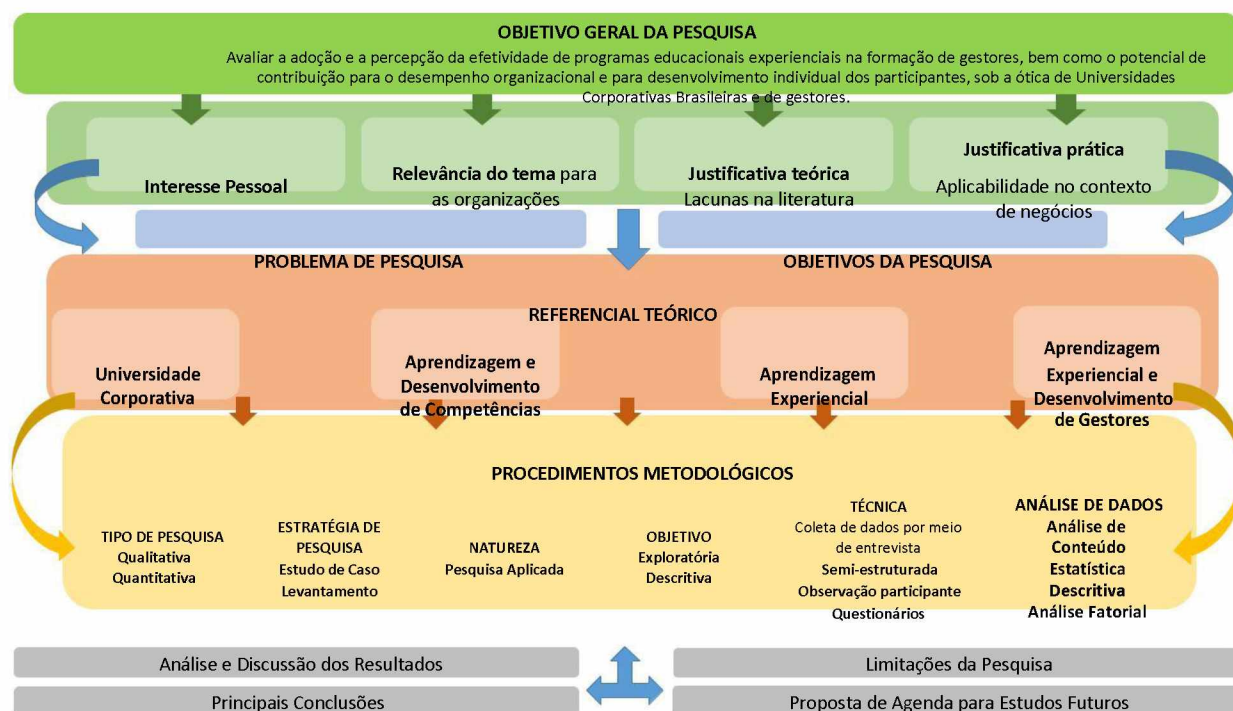 OBJETIVO GERAL DA PESQUISA
Avaliar a adoção e a percepção da efetividade de programas educacionais experienciais na formação de gestores, bem como o potencial de
contribuição para o desempenho organizacional e para desenvolvimento individual dos participantes, sob a ótica de Universidades
Corporativas Brasileiras e de gestores.
Interesse Pessoal
Relevância do tema para
as organizações
Justificativa teórica
Lacunas na literatura
Justificativa prática
Aplicabilidade no contexto
de negócios
PROBLEMA DE PESQUISA
OBJETIVOS DA PESQUISA
REFERENCIAL TEÓRICO
Universidade
Corporativa
Aprendizagem e
Desenvolvimento
de Competências
Aprendizagem
Experiencial
Aprendizagem
Experiencial e
Desenvolvimento
de Gestores
PROCEDIMENTOS METODOLÓGICOS
TIPO DE PESQUISA
Qualitativa
Quantitativa
ESTRATÉGIA DE
PESQUISA
Estudo de Caso
Levantamento
NATUREZA
Pesquisa Aplicada
OBJETIVO
Exploratória
Descritiva
TÉCNICA
Coleta de dados por meio
de entrevista
Semi-estruturada
Observação participante
Questionários
ANÁLISE DE DADOS
Análise de
Conteúdo
Estatística
Descritiva
Análise Fatorial
Análise e Discussão dos Resultados
Limitações da Pesquisa
Principais Conclusões
Proposta de Agenda para Estudos Futuros